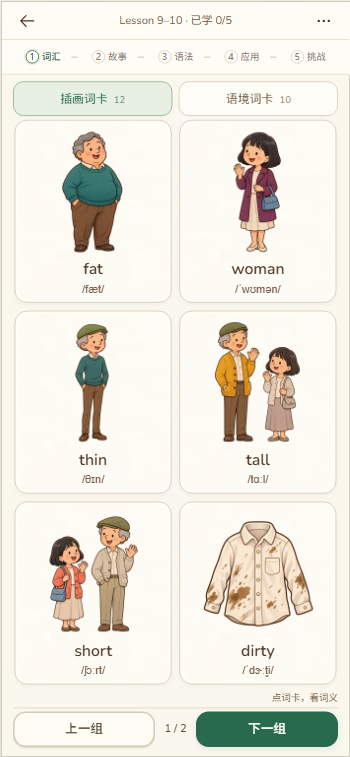 Lesson 9–10 · 已学 0/5
1 词汇 – 2 故事 – 3 语法 – 4 应用 – 5 挑战
插画词卡 12
语境词卡 10
fat
/fæt/
woman
/ˈwʊmən/
thin
/θɪn/
tall
/tɑːl/
short
/ʃɔːrt/
dirty
/ˈdɝːt̬i/
点词卡，看词义
上一组
1 / 2
下一组